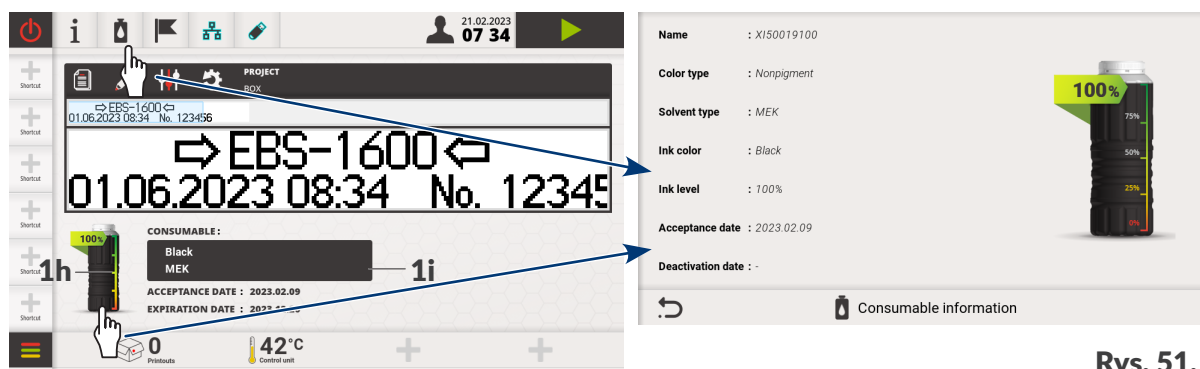 21.02.2023
07 34
Shortcut
PROJECT
BOX
⇨ EBS-1600 ⇦
01.06.2023 08:34 No. 123456
Shortcut
⇨ EBS-1600 ⇦
01.06.2023 08:34 No. 12345
Shortcut
Shortcut
100%
CONSUMABLE :
Black
MEK
Shortcut
1h
1i
ACCEPTANCE DATE : 2023.02.09
EXPIRATION DATE :
Shortcut
0
Printouts
42°C
Control unit
Name : XI50019100
Color type : Nonpigment
Solvent type : MEK
Ink color : Black
Ink level : 100%
Acceptance date : 2023.02.09
Deactivation date : -
100%
75%
50%
25%
0%
Consumable information
Rys. 51.